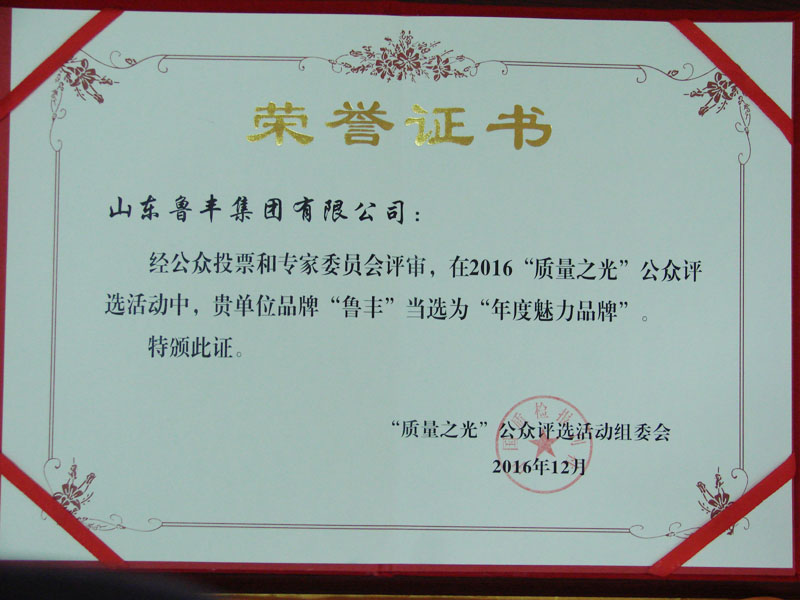 荣誉证书
山东鲁丰集团有限公司：
经公众投票和专家委员会评审，在2016“质量之光”公众评
选活动中，贵单位品牌“鲁丰”当选为“年度魅力品牌”。
特颁此证。
“质量之光”公众评选活动组委会
2016年12月